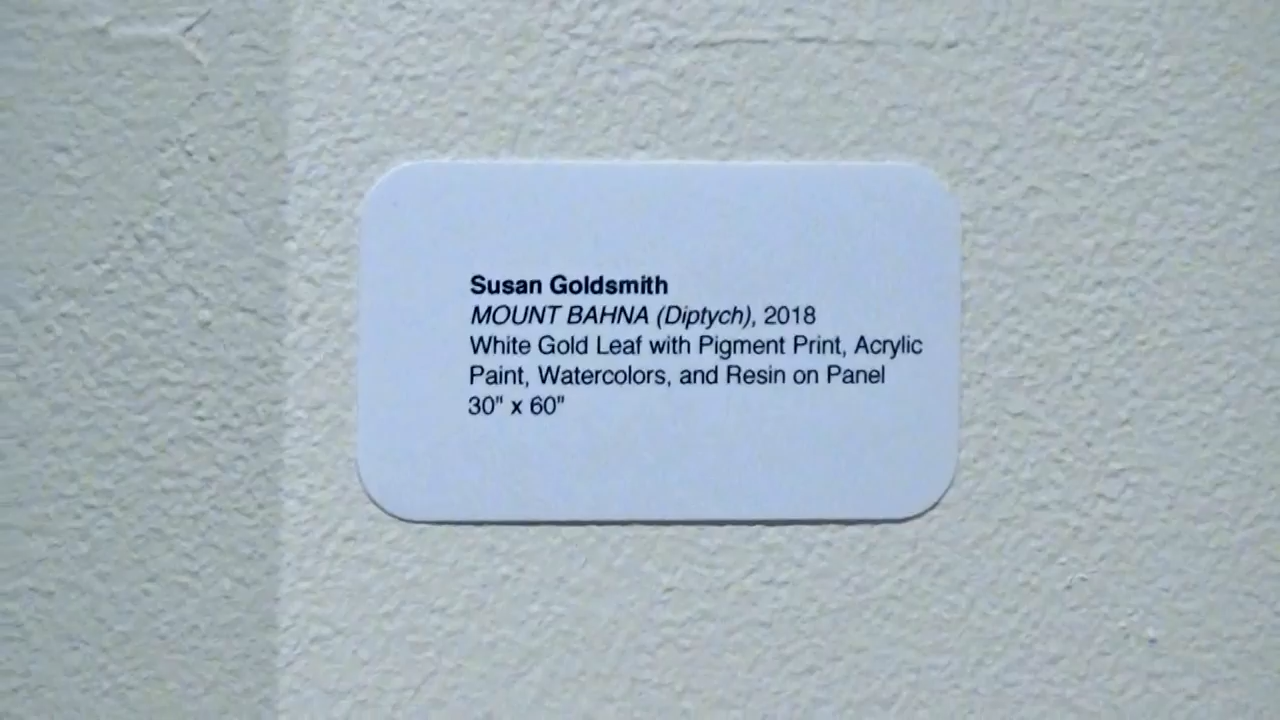 Susan Goldsmith
MOUNT BAHNA (Diptych), 2018
White Gold Leaf with Pigment Print, Acrylic
Paint, Watercolors, and Resin on Panel
30" x 60"